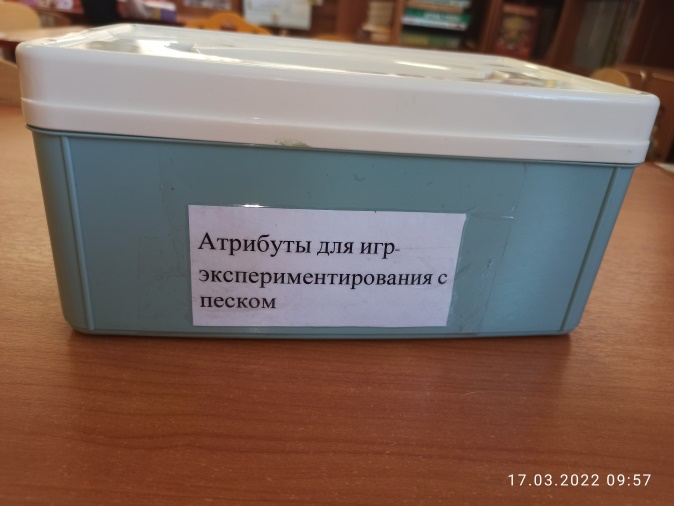 Атрибуты для игр-
экспериментирования с
песком
17.03.2022 09:57